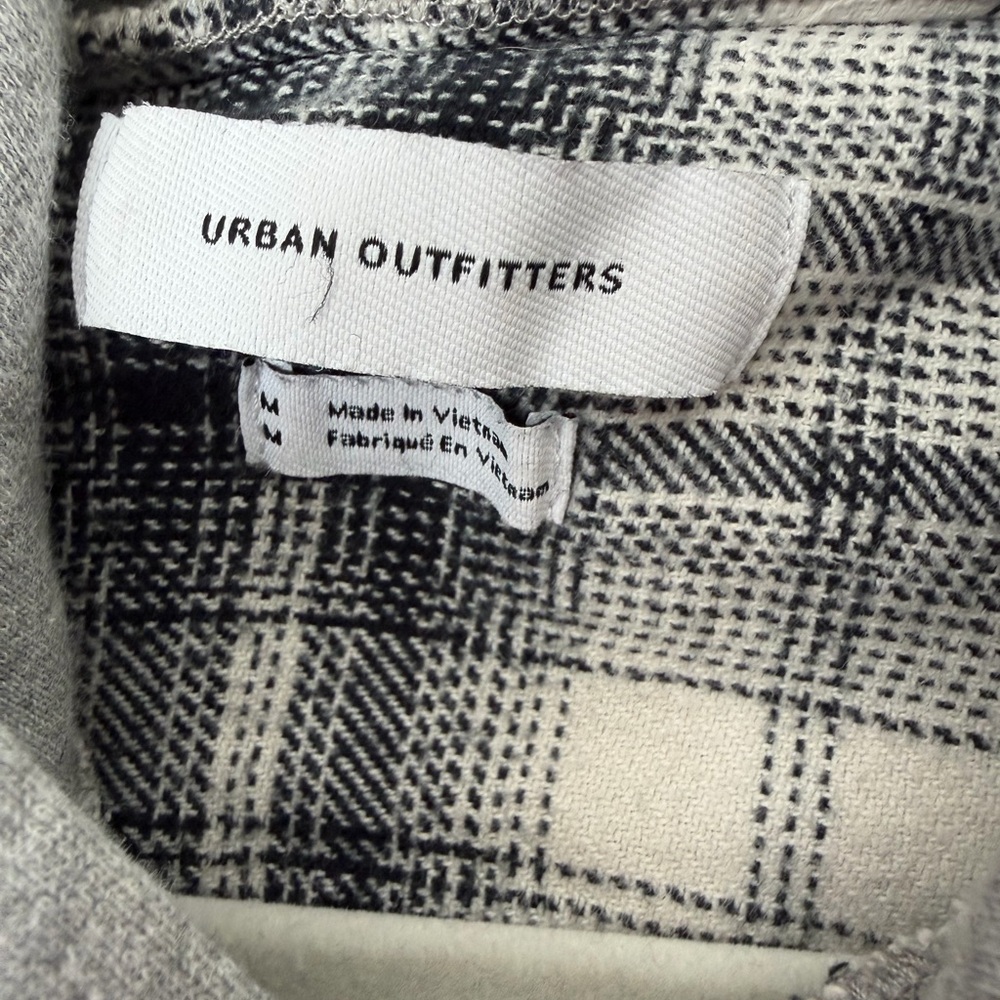 URBAN OUTFITTERS
M Made In Vietnam
M Fabriqué En Vietnam